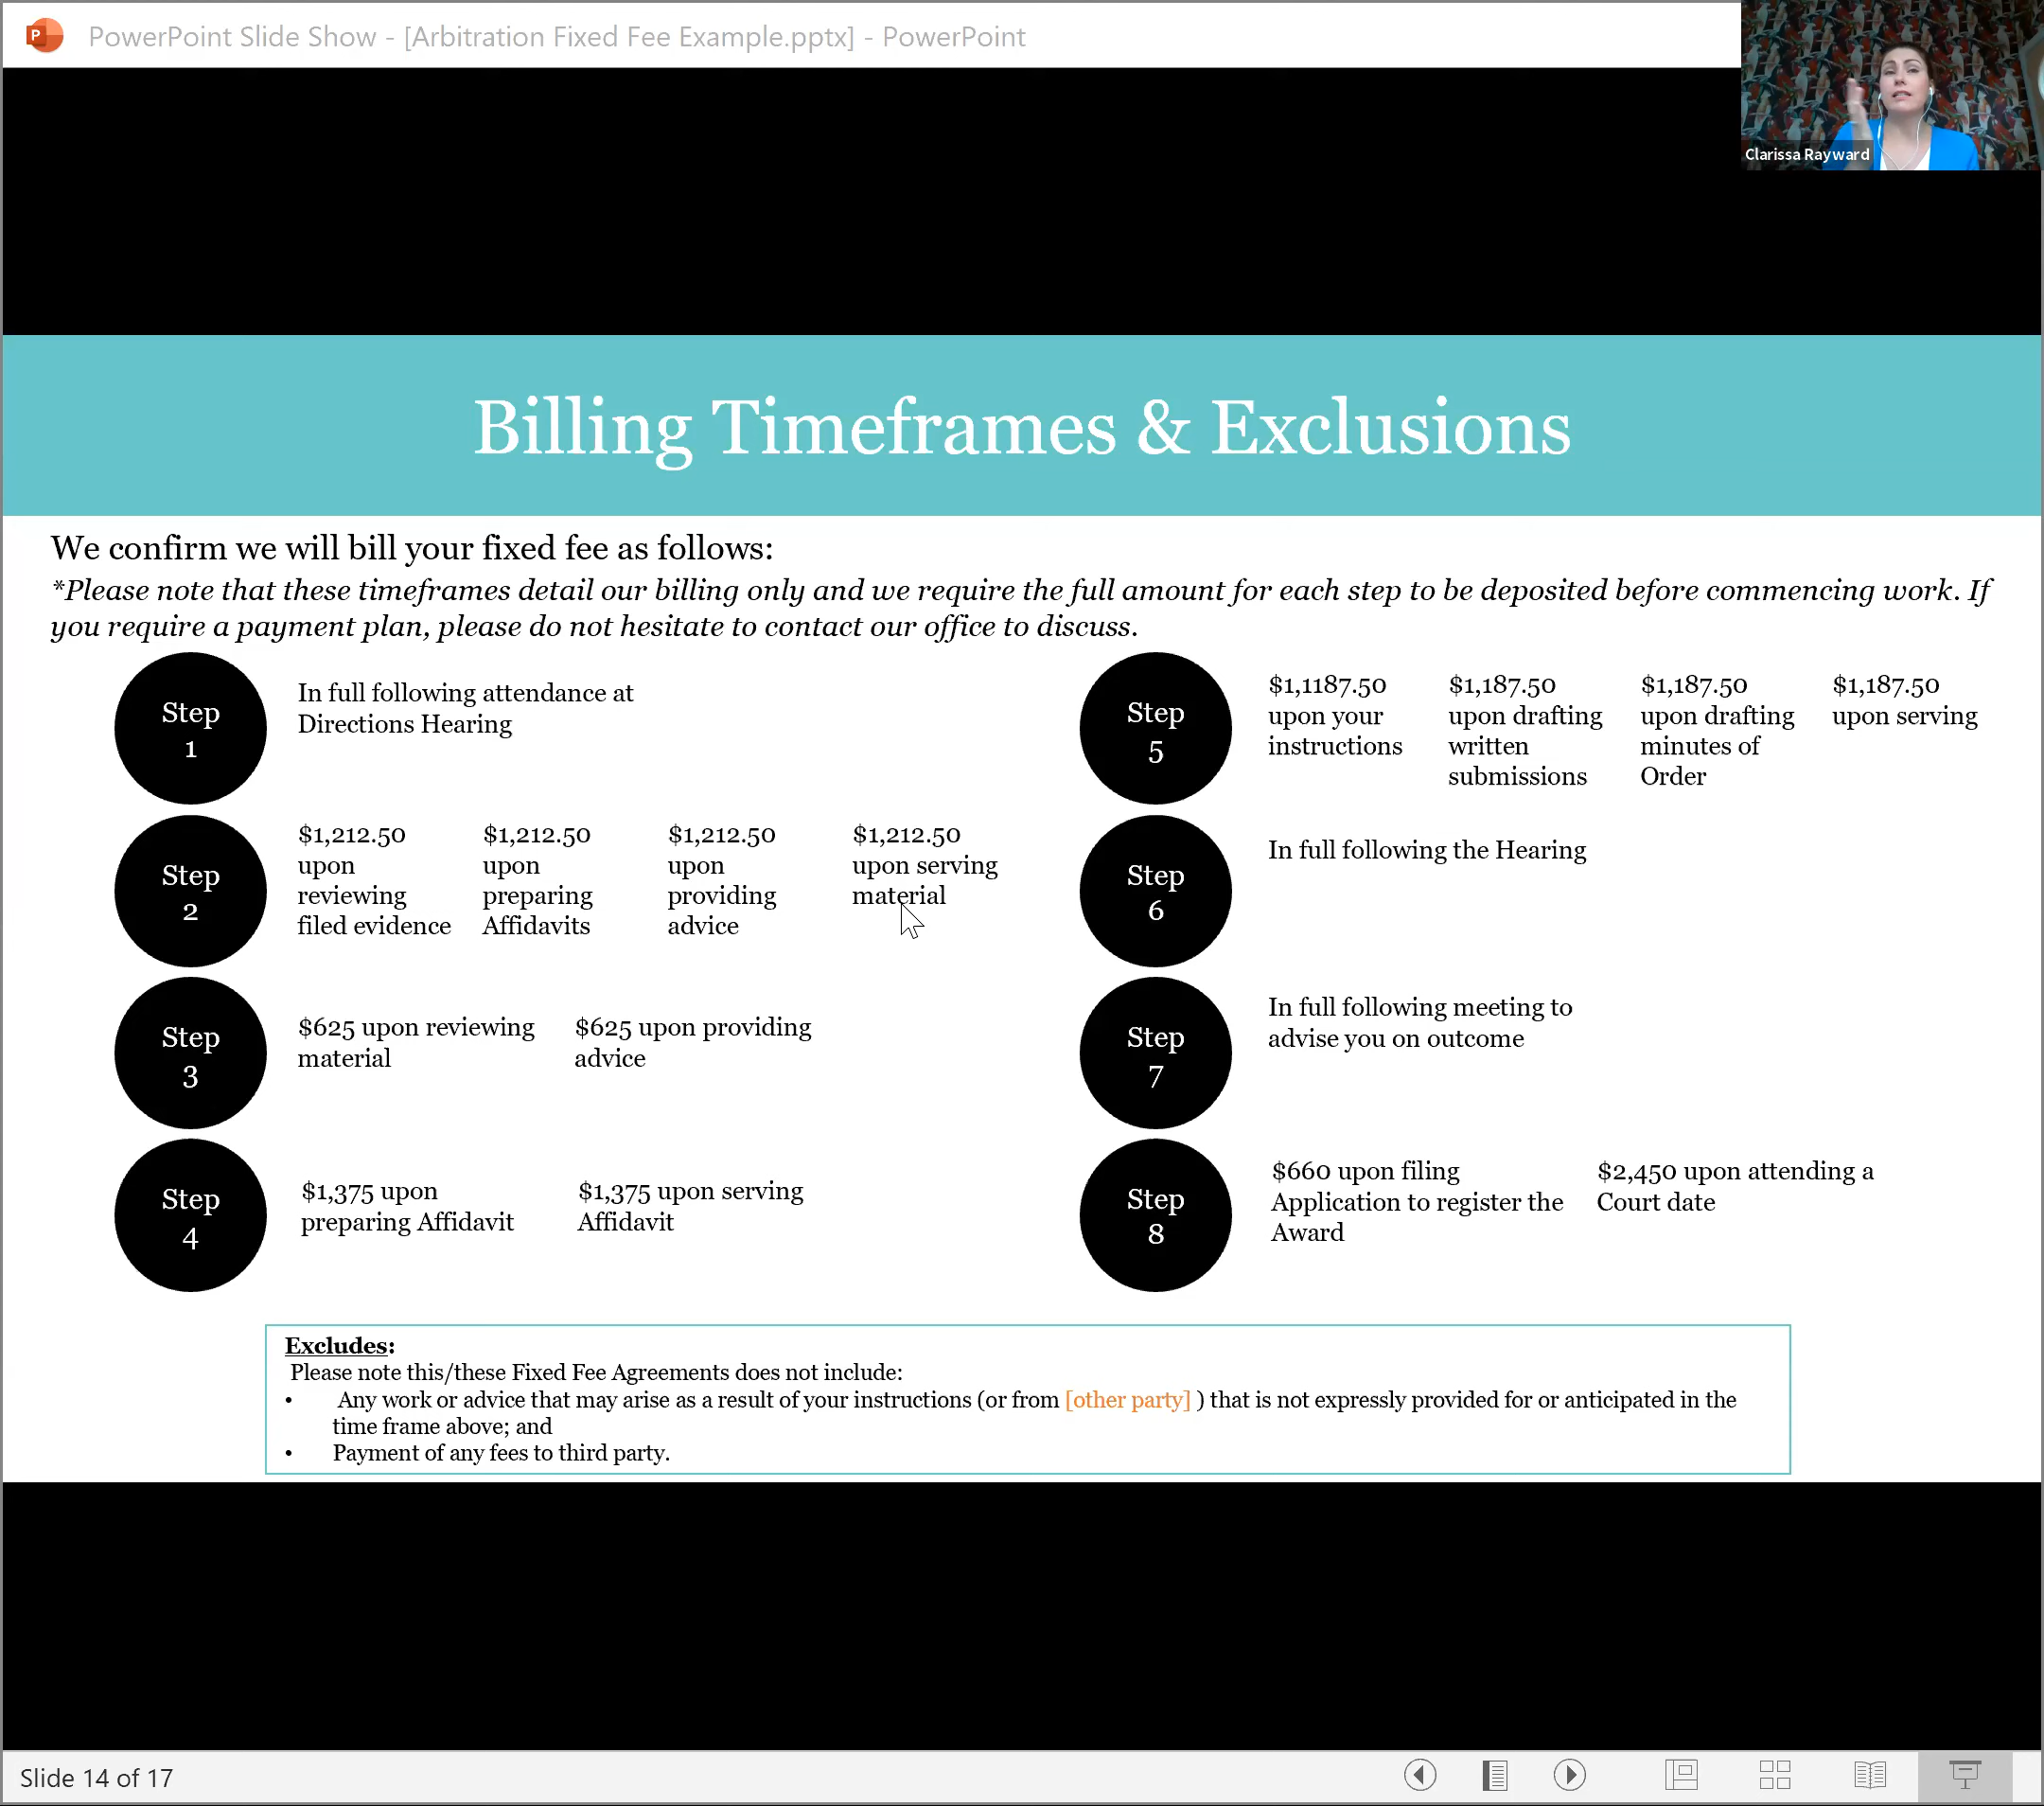 PowerPoint Slide Show - [Arbitration Fixed Fee Example.pptx] - PowerPoint
Clarissa Rayward
Billing Timeframes & Exclusions
We confirm we will bill your fixed fee as follows:
*Please note that these timeframes detail our billing only and we require the full amount for each step to be deposited before commencing work. If
you require a payment plan, please do not hesitate to contact our office to discuss.
Step
1
In full following attendance at
Directions Hearing
Step
2
$1,212.50
upon
reviewing
filed evidence
$1,212.50
upon
preparing
Affidavits
$1,212.50
upon
providing
advice
$1,212.50
upon serving
material
Step
3
$625 upon reviewing
material
$625 upon providing
advice
Step
4
$1,375 upon
preparing Affidavit
$1,375 upon serving
Affidavit
Step
5
$1,1187.50
upon your
instructions
$1,187.50
upon drafting
written
submissions
$1,187.50
upon drafting
minutes of
Order
$1,187.50
upon serving
Step
6
In full following the Hearing
Step
7
In full following meeting to
advise you on outcome
Step
8
$660 upon filing
Application to register the
Award
$2,450 upon attending a
Court date
Excludes:
Please note this/these Fixed Fee Agreements does not include:
• Any work or advice that may arise as a result of your instructions (or from [other party] ) that is not expressly provided for or anticipated in the
time frame above; and
• Payment of any fees to third party.
Slide 14 of 17